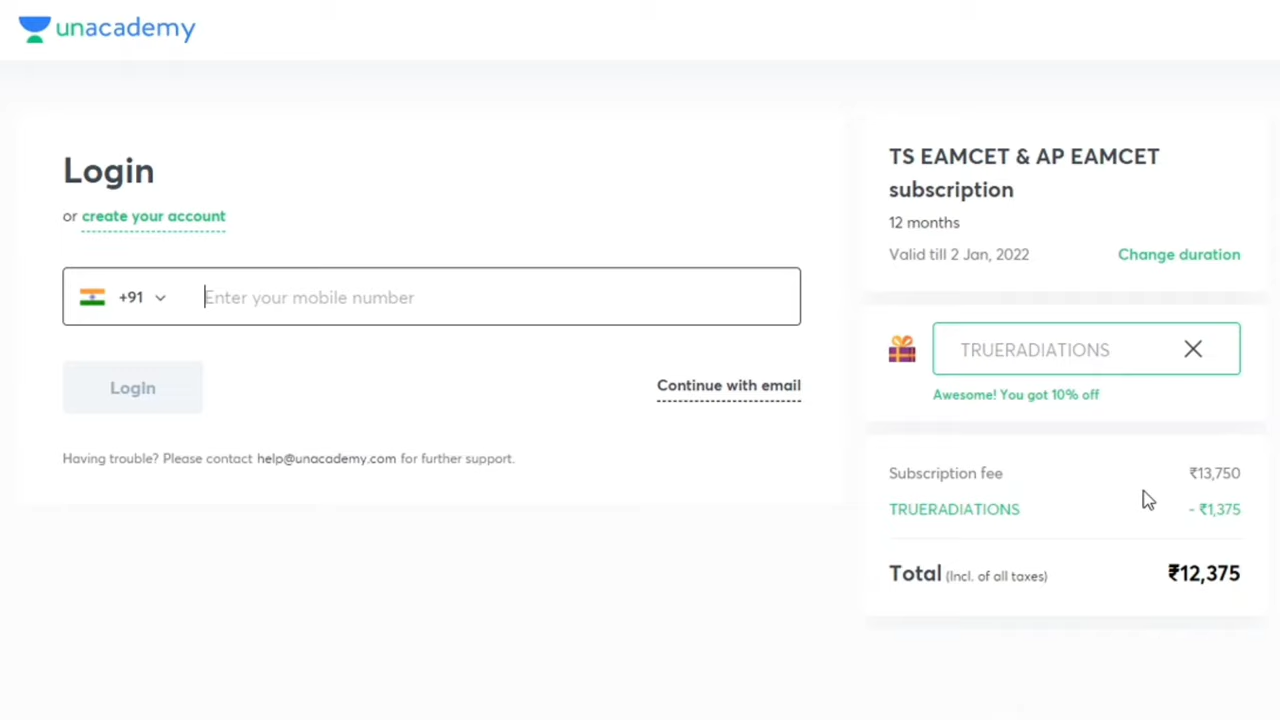 unacademy
Login
or create your account
+91
Enter your mobile number
Login
Continue with email
Having trouble? Please contact help@unacademy.com for further support.
TS EAMCET & AP EAMCET
subscription
12 months
Valid till 2 Jan, 2022
Change duration
TRUERADIATIONS
Awesome! You got 10% off
Subscription fee ₹13,750
TRUERADIATIONS - ₹1,375
Total (Incl. of all taxes) ₹12,375